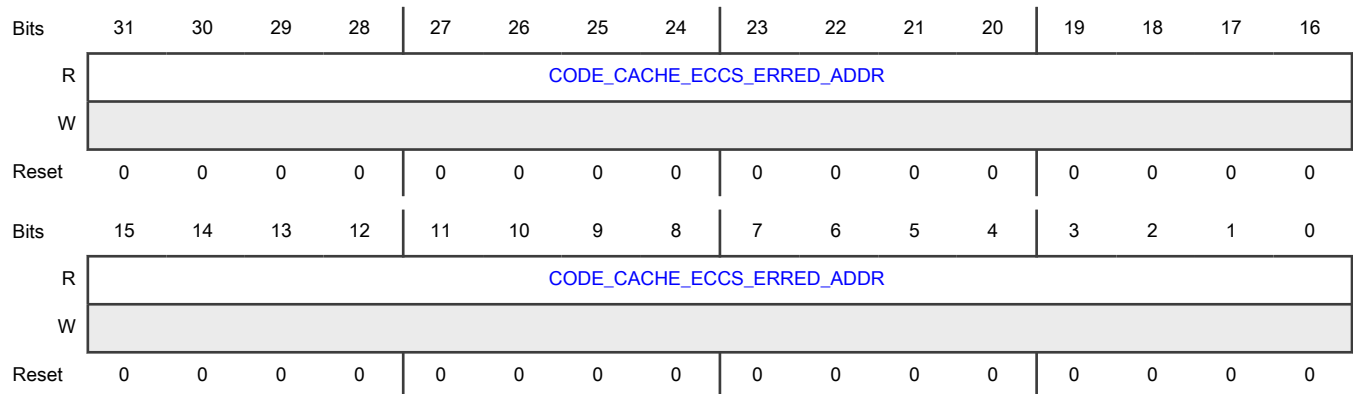 Bits 31 30 29 28 27 26 25 24 23 22 21 20 19 18 17 16
R CODE_CACHE_ECCS_ERRED_ADDR
W
Reset 0 0 0 0 0 0 0 0 0 0 0 0 0 0 0 0
Bits 15 14 13 12 11 10 9 8 7 6 5 4 3 2 1 0
R CODE_CACHE_ECCS_ERRED_ADDR
W
Reset 0 0 0 0 0 0 0 0 0 0 0 0 0 0 0 0